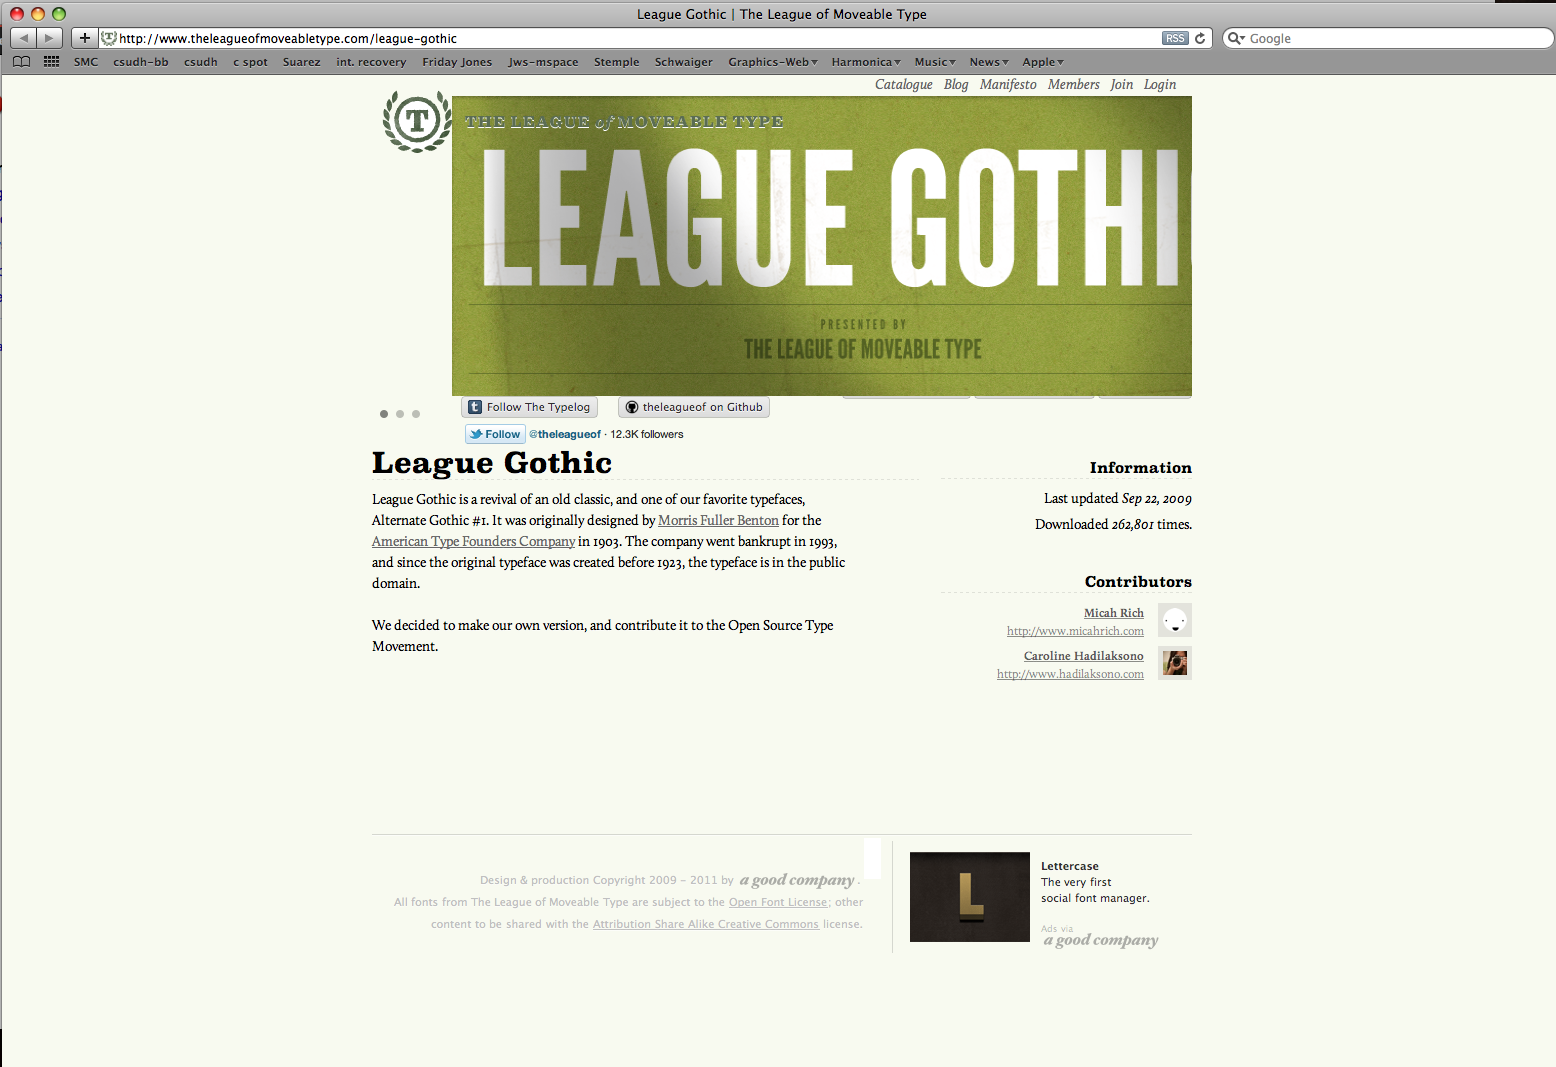 League Gothic | The League of Moveable Type
http://www.theleagueofmoveabletype.com/league-gothic
RSS
Google
SMC csudh-bb csudh c spot Suarez int. recovery Friday Jones Jws-mspace Stemple Schwaiger Graphics-Web Harmonica Music News Apple
Catalogue Blog Manifesto Members Join Login
T
THE LEAGUE of MOVEABLE TYPE
LEAGUE GOTHI
PRESENTED BY
THE LEAGUE OF MOVEABLE TYPE
Follow The Typelog
theleagueof on Github
Follow @theleagueof · 12.3K followers
League Gothic
League Gothic is a revival of an old classic, and one of our favorite typefaces,
Alternate Gothic #1. It was originally designed by Morris Fuller Benton for the
American Type Founders Company in 1903. The company went bankrupt in 1993,
and since the original typeface was created before 1923, the typeface is in the public
domain.
We decided to make our own version, and contribute it to the Open Source Type
Movement.
Information
Last updated Sep 22, 2009
Downloaded 262,801 times.
Contributors
Micah Rich
http://www.micahrich.com
Caroline Hadilaksono
http://www.hadilaksono.com
Design & production Copyright 2009 - 2011 by a good company.
All fonts from The League of Moveable Type are subject to the Open Font License; other
content to be shared with the Attribution Share Alike Creative Commons license.
L
Lettercase
The very first
social font manager.
Ads via
a good company